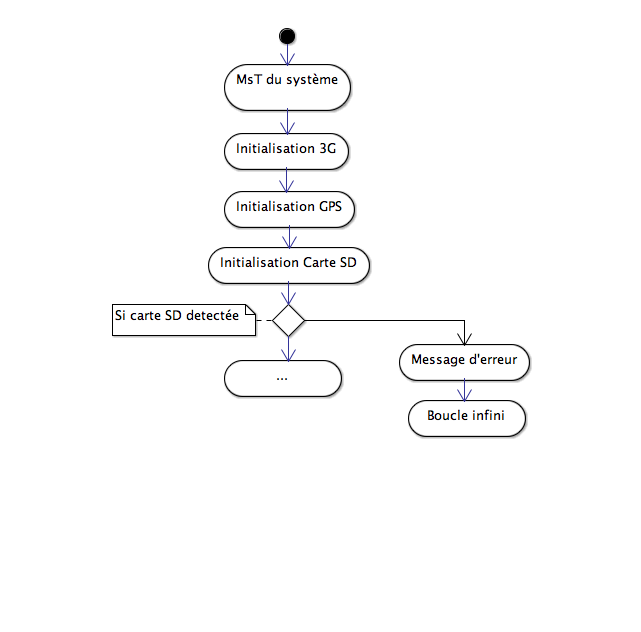 MsT du système
Initialisation 3G
Initialisation GPS
Initialisation Carte SD
Si carte SD detectée
...
Message d'erreur
Boucle infini